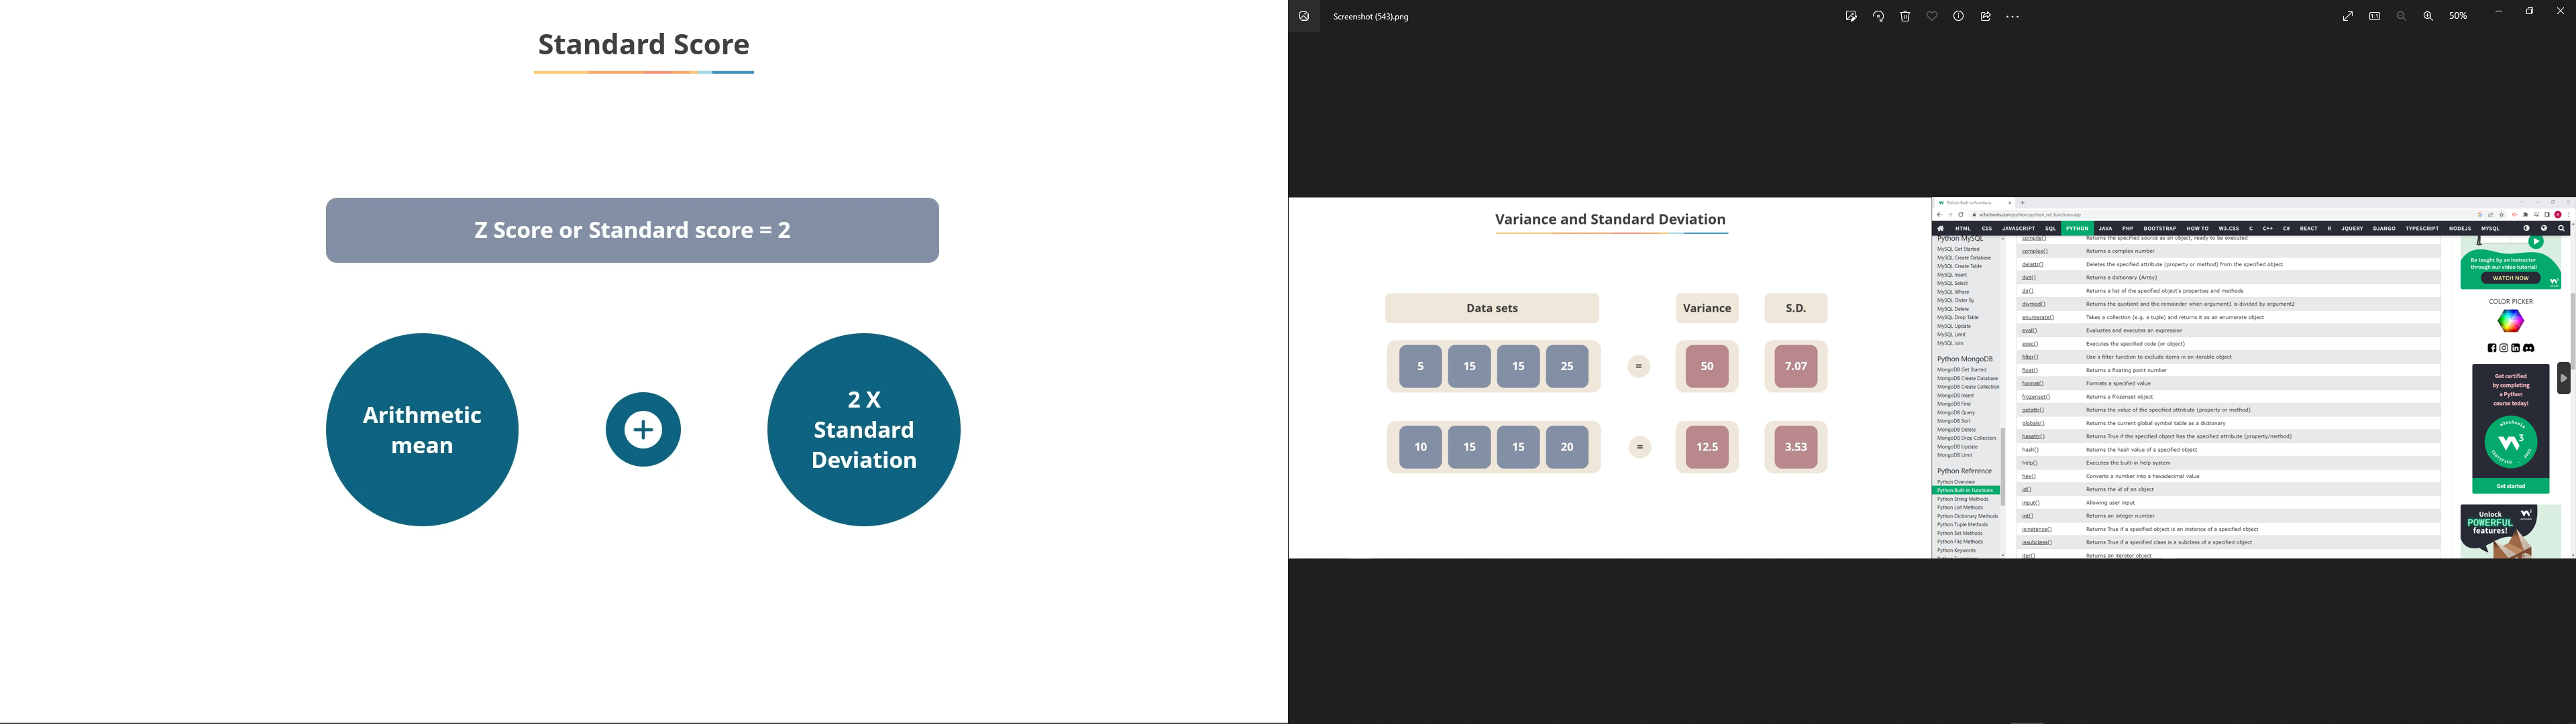 Standard Score
Z Score or Standard score = 2
Arithmetic
mean
2 X
Standard
Deviation
Screenshot (543).png
50%
Variance and Standard Deviation
Data sets Variance S.D.
5 15 15 25 = 50 7.07
10 15 15 20 = 12.5 3.53
Python Built-in Functions
w3schools.com/python/python_ref_functions.asp
HTML CSS JAVASCRIPT SQL PYTHON JAVA PHP BOOTSTRAP HOW TO W3.CSS C C++ C# REACT R JQUERY DJANGO TYPESCRIPT NODEJS MYSQL
Python MySQL
MySQL Get Started
MySQL Create Database
MySQL Create Table
MySQL Insert
MySQL Select
MySQL Where
MySQL Order By
MySQL Delete
MySQL Drop Table
MySQL Update
MySQL Limit
MySQL Join
Python MongoDB
MongoDB Get Started
MongoDB Create Database
MongoDB Create Collection
MongoDB Insert
MongoDB Find
MongoDB Query
MongoDB Sort
MongoDB Delete
MongoDB Drop Collection
MongoDB Update
MongoDB Limit
Python Reference
Python Overview
Python Built-in Functions
Python String Methods
Python List Methods
Python Dictionary Methods
Python Tuple Methods
Python Set Methods
Python File Methods
Python Keywords
compile() Returns the specified source as an object, ready to be executed
complex() Returns a complex number
delattr() Deletes the specified attribute (property or method) from the specified object
dict() Returns a dictionary (Array)
dir() Returns a list of the specified object's properties and methods
divmod() Returns the quotient and the remainder when argument1 is divided by argument2
enumerate() Takes a collection (e.g. a tuple) and returns it as an enumerate object
eval() Evaluates and executes an expression
exec() Executes the specified code (or object)
filter() Use a filter function to exclude items in an iterable object
float() Returns a floating point number
format() Formats a specified value
frozenset() Returns a frozenset object
getattr() Returns the value of the specified attribute (property or method)
globals() Returns the current global symbol table as a dictionary
hasattr() Returns True if the specified object has the specified attribute (property/method)
hash() Returns the hash value of a specified object
help() Executes the built-in help system
hex() Converts a number into a hexadecimal value
id() Returns the id of an object
input() Allowing user input
int() Returns an integer number
isinstance() Returns True if a specified object is an instance of a specified object
issubclass() Returns True if a specified class is a subclass of a specified object
iter() Returns an iterator object
Be taught by an instructor
through our video tutorial!
WATCH NOW
COLOR PICKER
Get certified
by completing
a Python
course today!
w3schools
CERTIFIED . 2022
Get started
Unlock
POWERFUL
features!